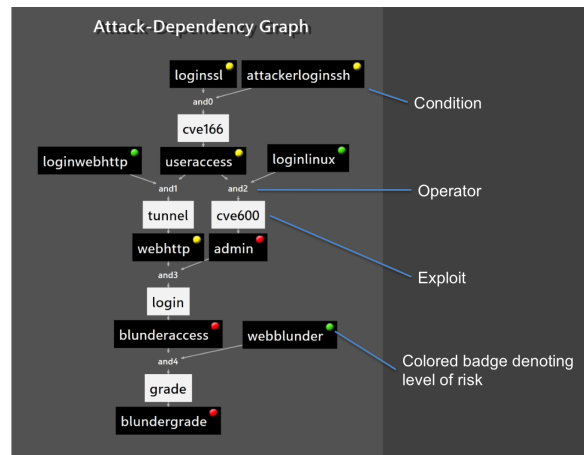 Attack-Dependency Graph
loginssl
attackerloginssh
and0
Condition
cve166
loginwebhttp
useraccess
loginlinux
and1
and2
Operator
tunnel
cve600
webhttp
admin
and3
Exploit
login
blunderaccess
webblunder
and4
Colored badge denoting
level of risk
grade
blundergrade